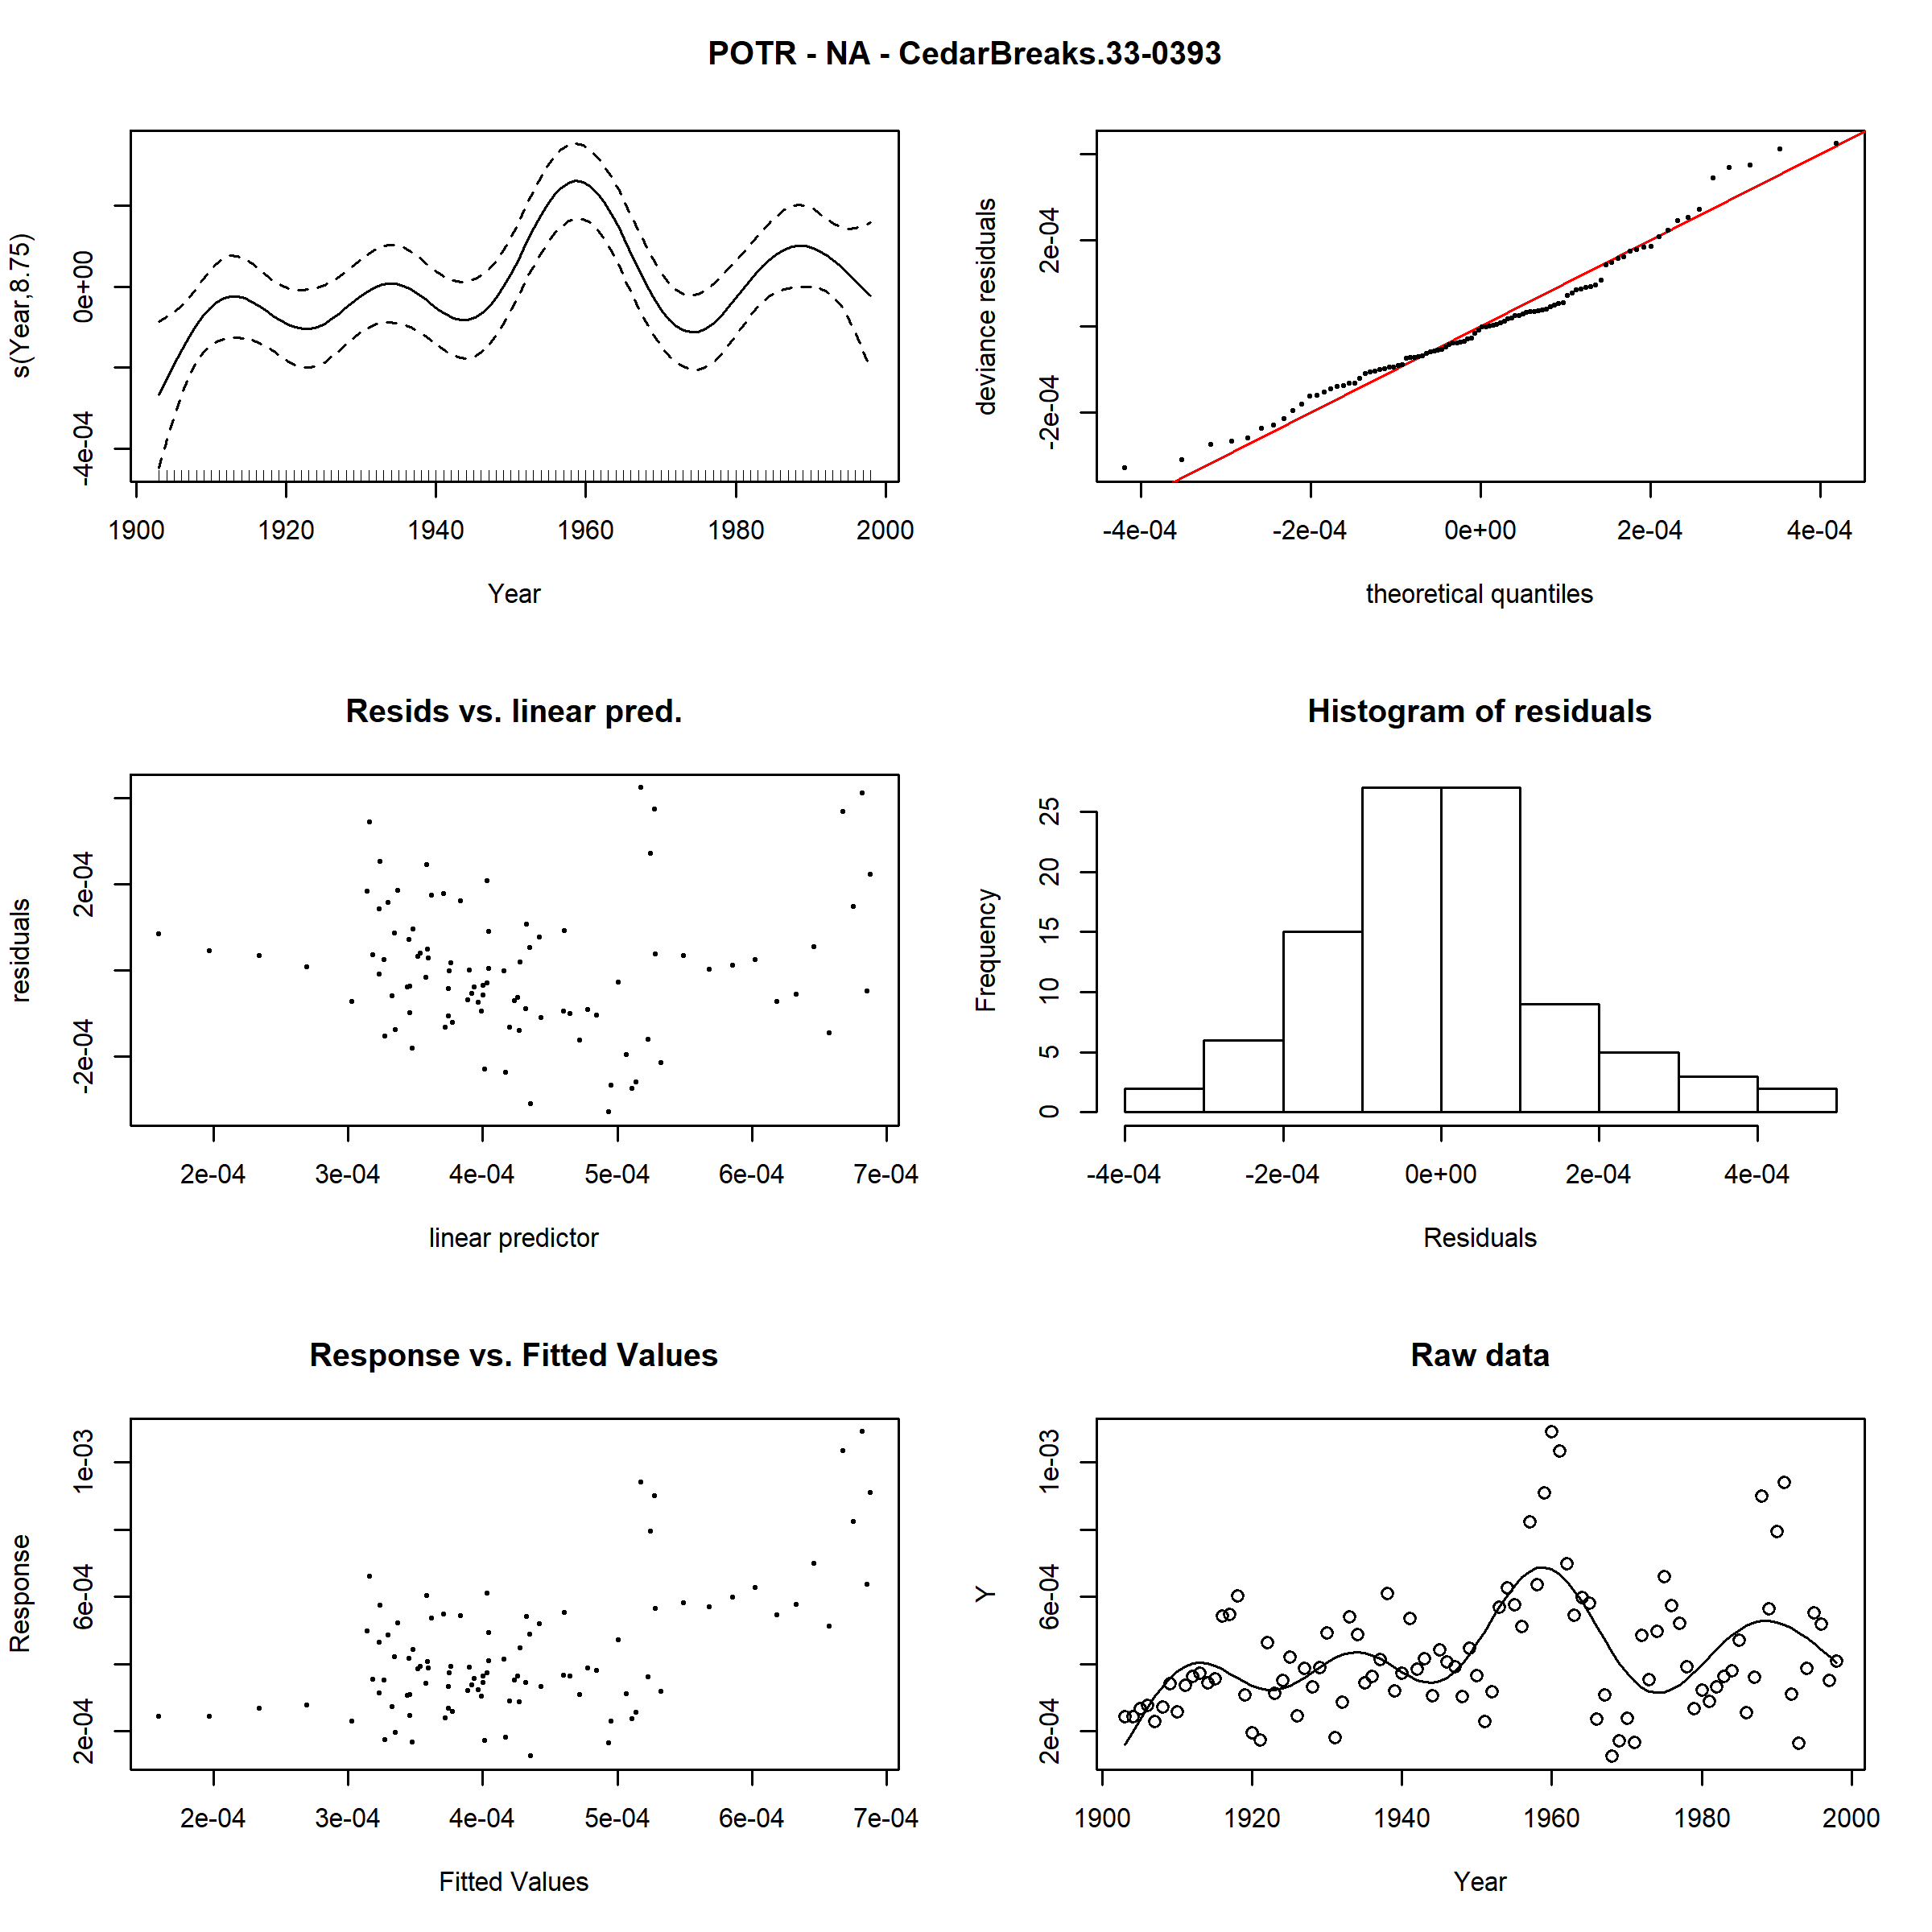 POTR - NA - CedarBreaks.33-0393
s(Year,8.75)
-4e-04 0e+00
1900 1920 1940 1960 1980 2000
Year
deviance residuals
-2e-04 2e-04
-4e-04 -2e-04 0e+00 2e-04 4e-04
theoretical quantiles
Resids vs. linear pred.
residuals
-2e-04 2e-04
2e-04 3e-04 4e-04 5e-04 6e-04 7e-04
linear predictor
Histogram of residuals
Frequency
0 5 10 15 20 25
-4e-04 -2e-04 0e+00 2e-04 4e-04
Residuals
Response vs. Fitted Values
Response
2e-04 6e-04 1e-03
2e-04 3e-04 4e-04 5e-04 6e-04 7e-04
Fitted Values
Raw data
Y
2e-04 6e-04 1e-03
1900 1920 1940 1960 1980 2000
Year